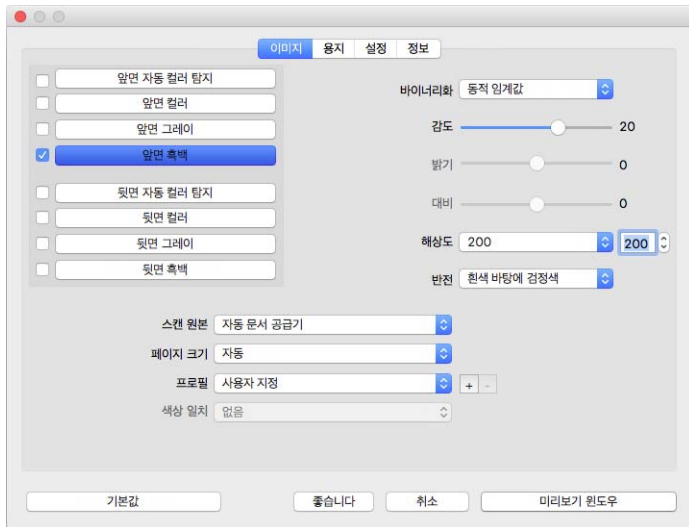 이미지 용지 설정 정보
앞면 자동 컬러 탐지
앞면 컬러
앞면 그레이
앞면 흑백
뒷면 자동 컬러 탐지
뒷면 컬러
뒷면 그레이
뒷면 흑백
바이너리화 동적 임계값
감도 20
밝기 0
대비 0
해상도 200 200
반전 흰색 바탕에 검정색
스캔 원본 자동 문서 공급기
페이지 크기 자동
프로필 사용자 지정 + -
색상 일치 없음
기본값 좋습니다 취소 미리보기 윈도우